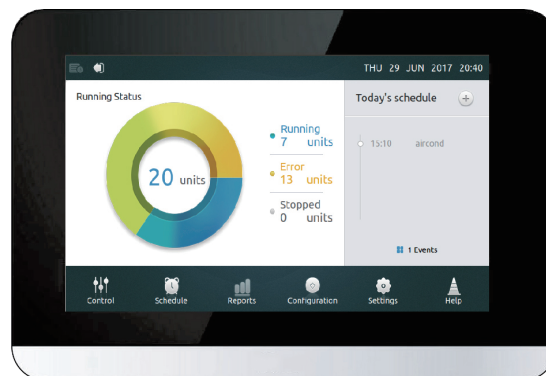 THU 29 JUN 2017 20:40
Running Status
20 units
Running
7 units
Error
13 units
Stopped
0 units
Today's schedule
15:10 aircond
1 Events
Control Schedule Reports Configuration Settings Help